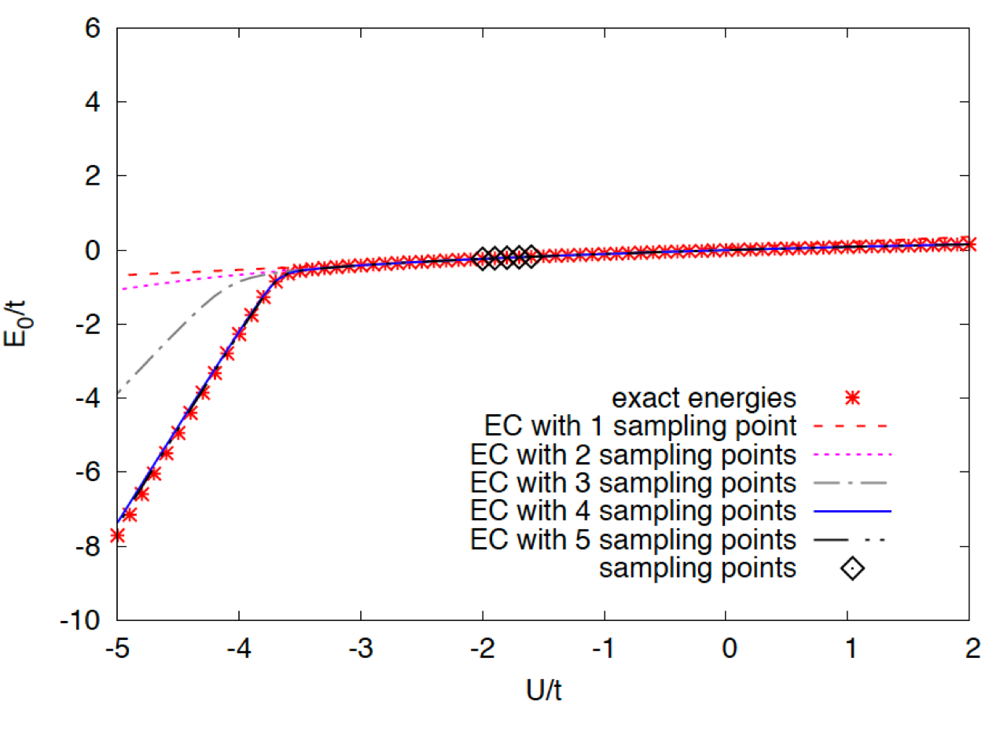 6
4
2
0
-2
-4
-6
-8
-10
E0/t
exact energies
EC with 1 sampling point
EC with 2 sampling points
EC with 3 sampling points
EC with 4 sampling points
EC with 5 sampling points
sampling points
-5 -4 -3 -2 -1 0 1 2
U/t